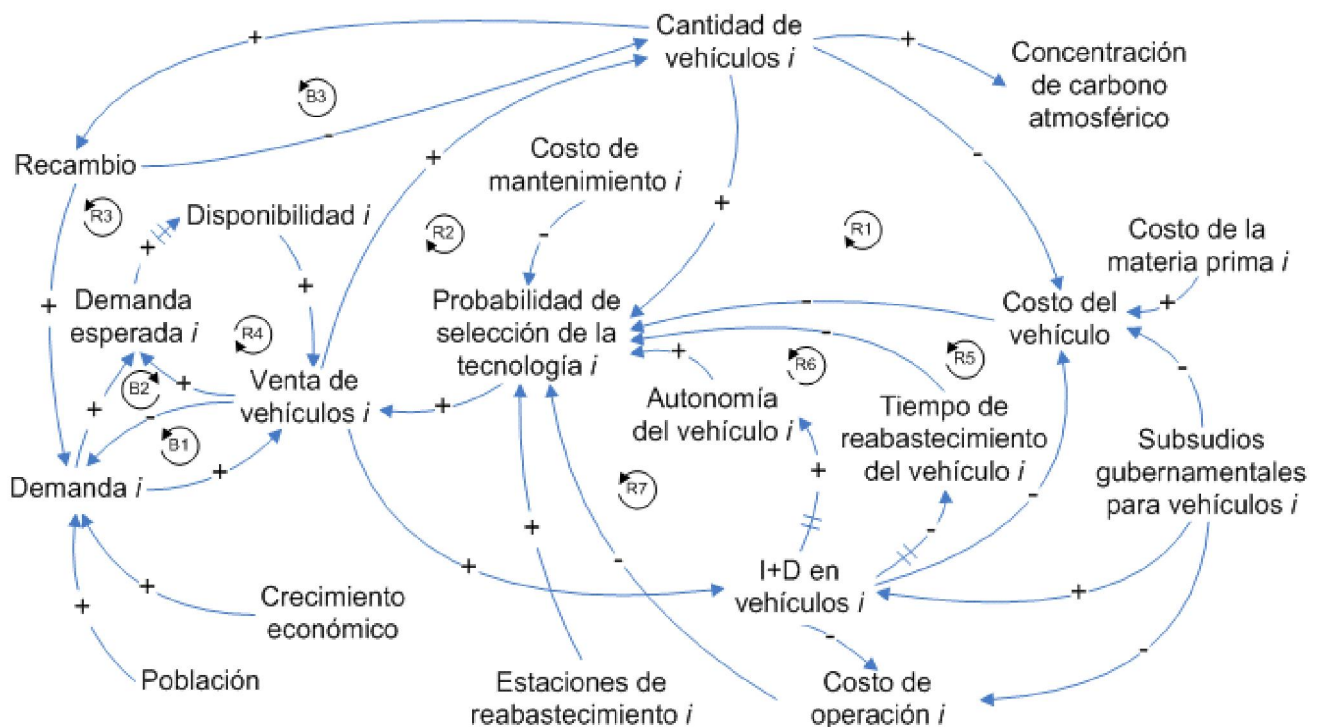 Cantidad de
vehículos i
Concentración
de carbono
atmosférico
+
+
B3
-
Recambio
+
Costo de
mantenimiento i
-
R3
Disponibilidad i
R2
+
R1
Costo de la
materia prima i
+
-
+
+
Demanda
esperada i
+
Probabilidad de
selección de la
tecnología i
-
Costo del
vehículo
+
R4
-
R6
R5
+
-
B2
+
Venta de
vehículos i
+
Autonomía
del vehículo i
Tiempo de
reabastecimiento
del vehículo i
Subsudios
gubernamentales
para vehículos i
+
-
B1
+
+
Demanda i
R7
-
+
-
+
-
I+D en
vehículos i
+
+
+
Crecimiento
económico
-
-
Población
Estaciones de
reabastecimiento i
Costo de
operación i